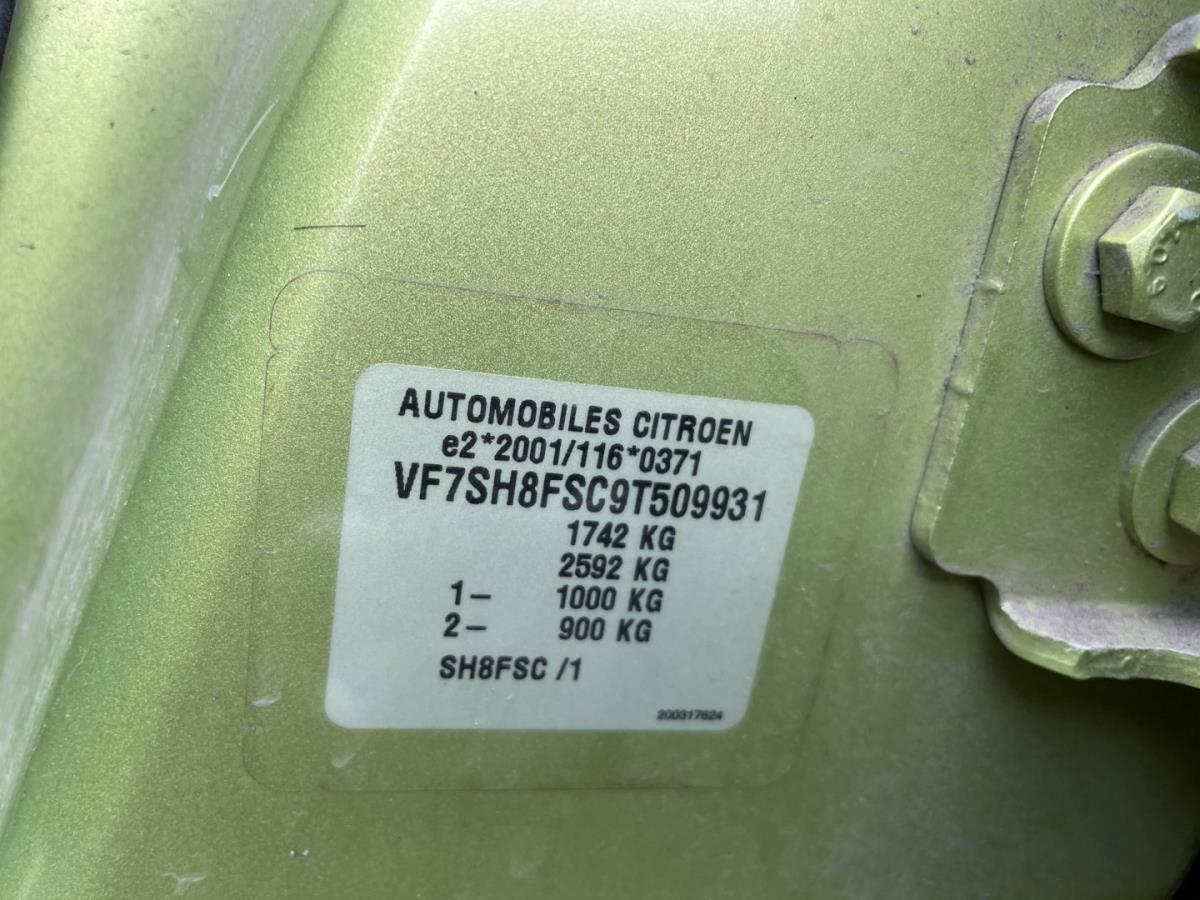 AUTOMOBILES CITROEN
e2*2001/116*0371
VF7SH8FSC9T509931
1742 KG
2592 KG
1- 1000 KG
2- 900 KG
SH8FSC /1
200317624